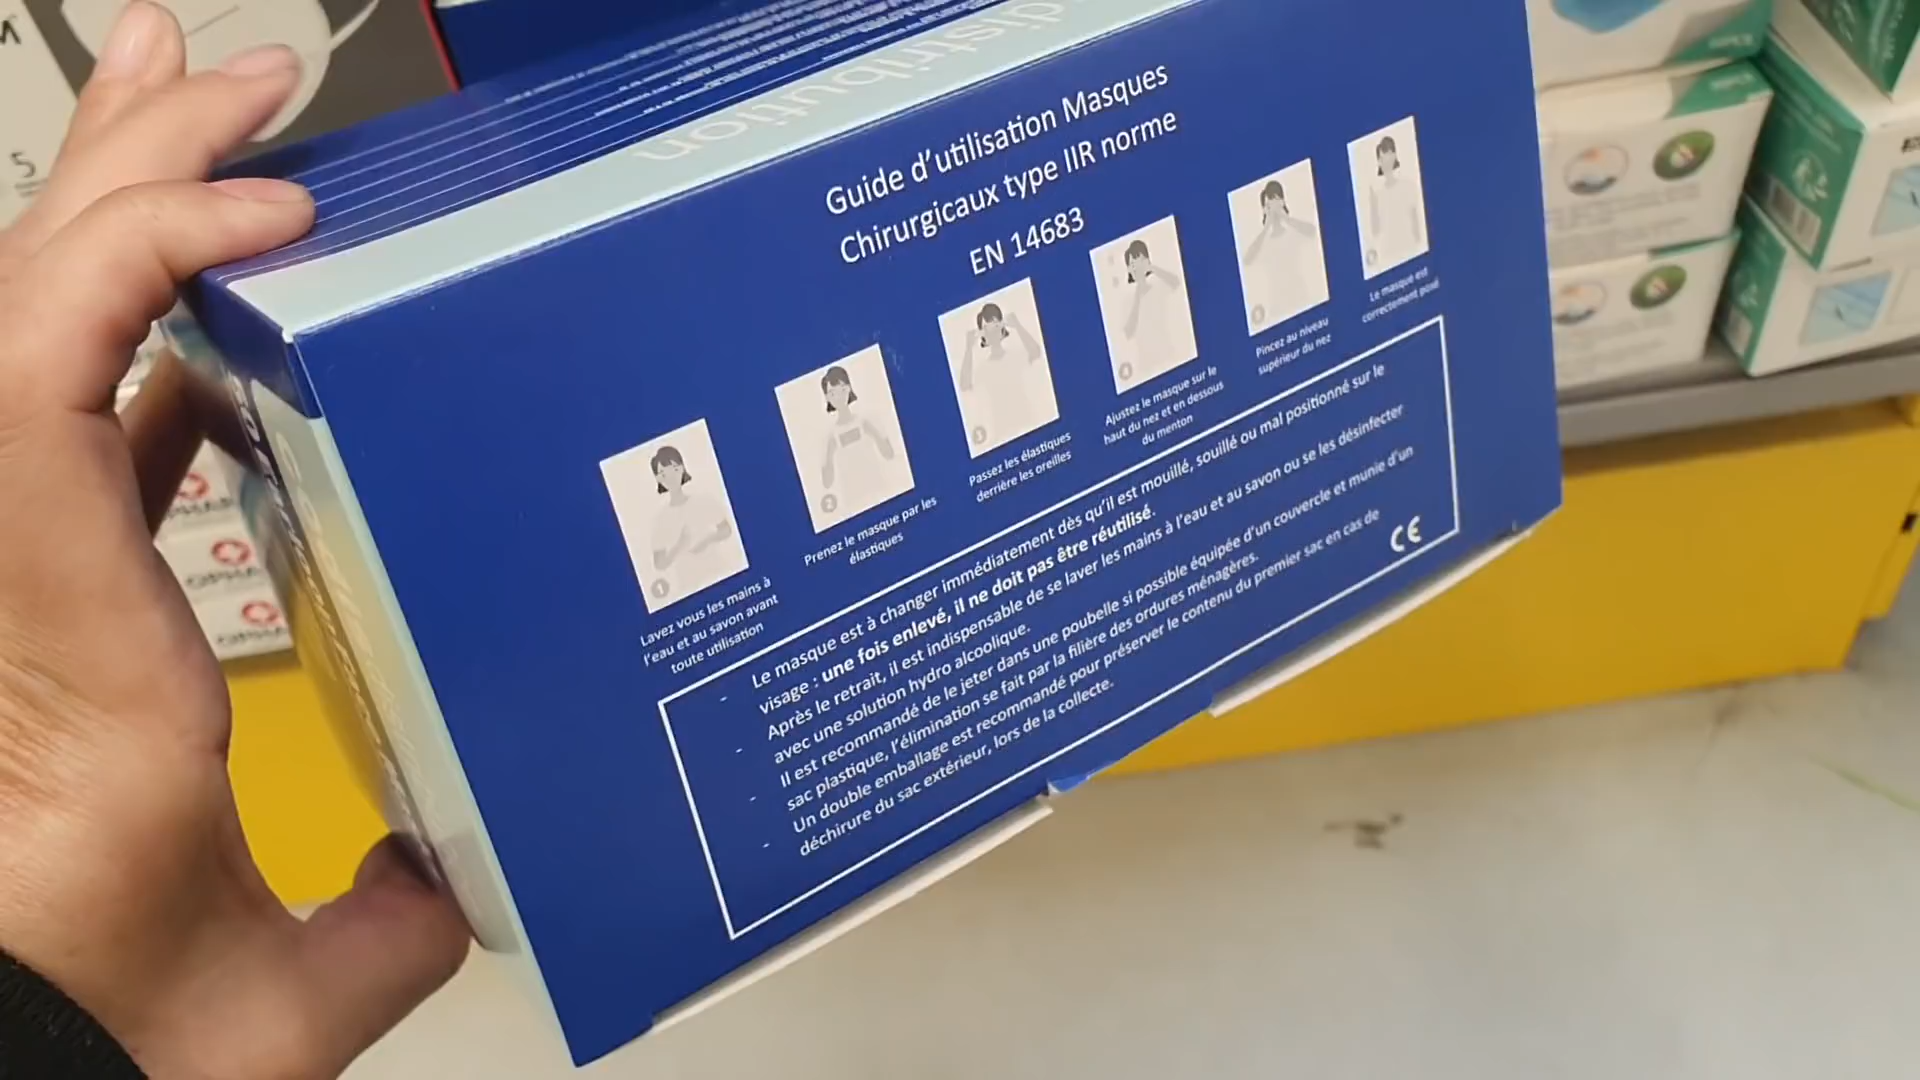 distribution
Guide d'utilisation Masques
Chirurgicaux type IIR norme
EN 14683
1
Lavez vous les mains à
l'eau et au savon avant
toute utilisation
2
Prenez le masque par les
élastiques
3
Passez les élastiques
derrière les oreilles
4
Ajustez le masque sur le
haut du nez et en dessous
du menton
Pincez au niveau
supérieur du nez
Le masque est
correctement posé
- Le masque est à changer immédiatement dès qu'il est mouillé, souillé ou mal positionné sur le
visage : une fois enlevé, il ne doit pas être réutilisé.
- Après le retrait, il est indispensable de se laver les mains à l'eau et au savon ou se les désinfecter
avec une solution hydro alcoolique.
- Il est recommandé de le jeter dans une poubelle si possible équipée d'un couvercle et munie d'un
sac plastique, l'élimination se fait par la filière des ordures ménagères.
- Un double emballage est recommandé pour préserver le contenu du premier sac en cas de
déchirure du sac extérieur, lors de la collecte.
CE
5